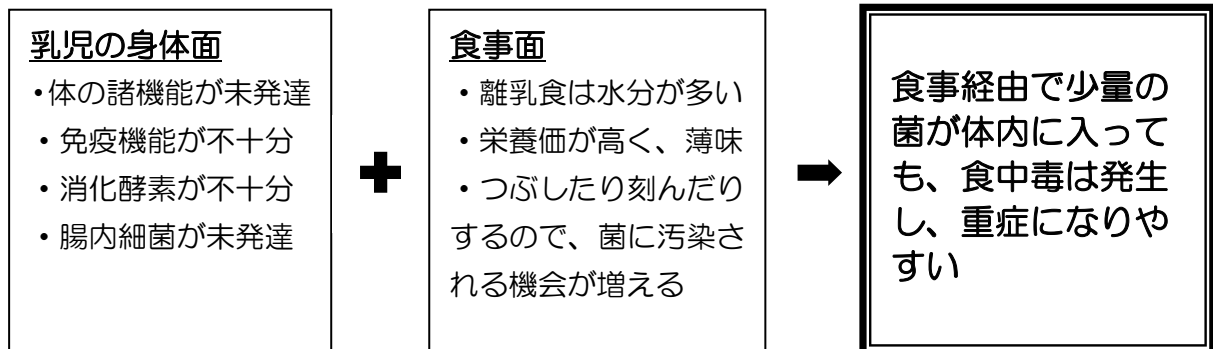 乳児の身体面
・体の諸機能が未発達
・免疫機能が不十分
・消化酵素が不十分
・腸内細菌が未発達
食事面
・離乳食は水分が多い
・栄養価が高く、薄味
・つぶしたり刻んだり
するので、菌に汚染さ
れる機会が増える
食事経由で少量の
菌が体内に入って
も、食中毒は発生
し、重症になりや
すい